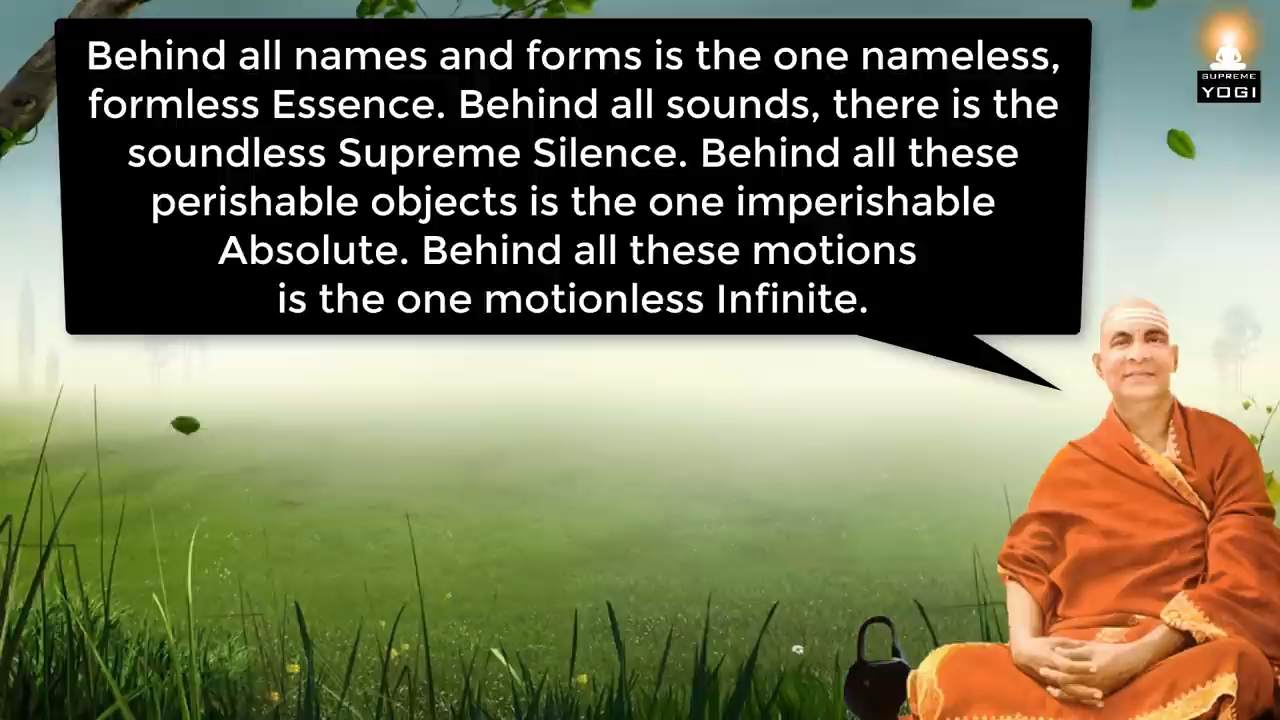 Behind all names and forms is the one nameless,
formless Essence. Behind all sounds, there is the
soundless Supreme Silence. Behind all these
perishable objects is the one imperishable
Absolute. Behind all these motions
is the one motionless Infinite.
SUPREME
YOGI